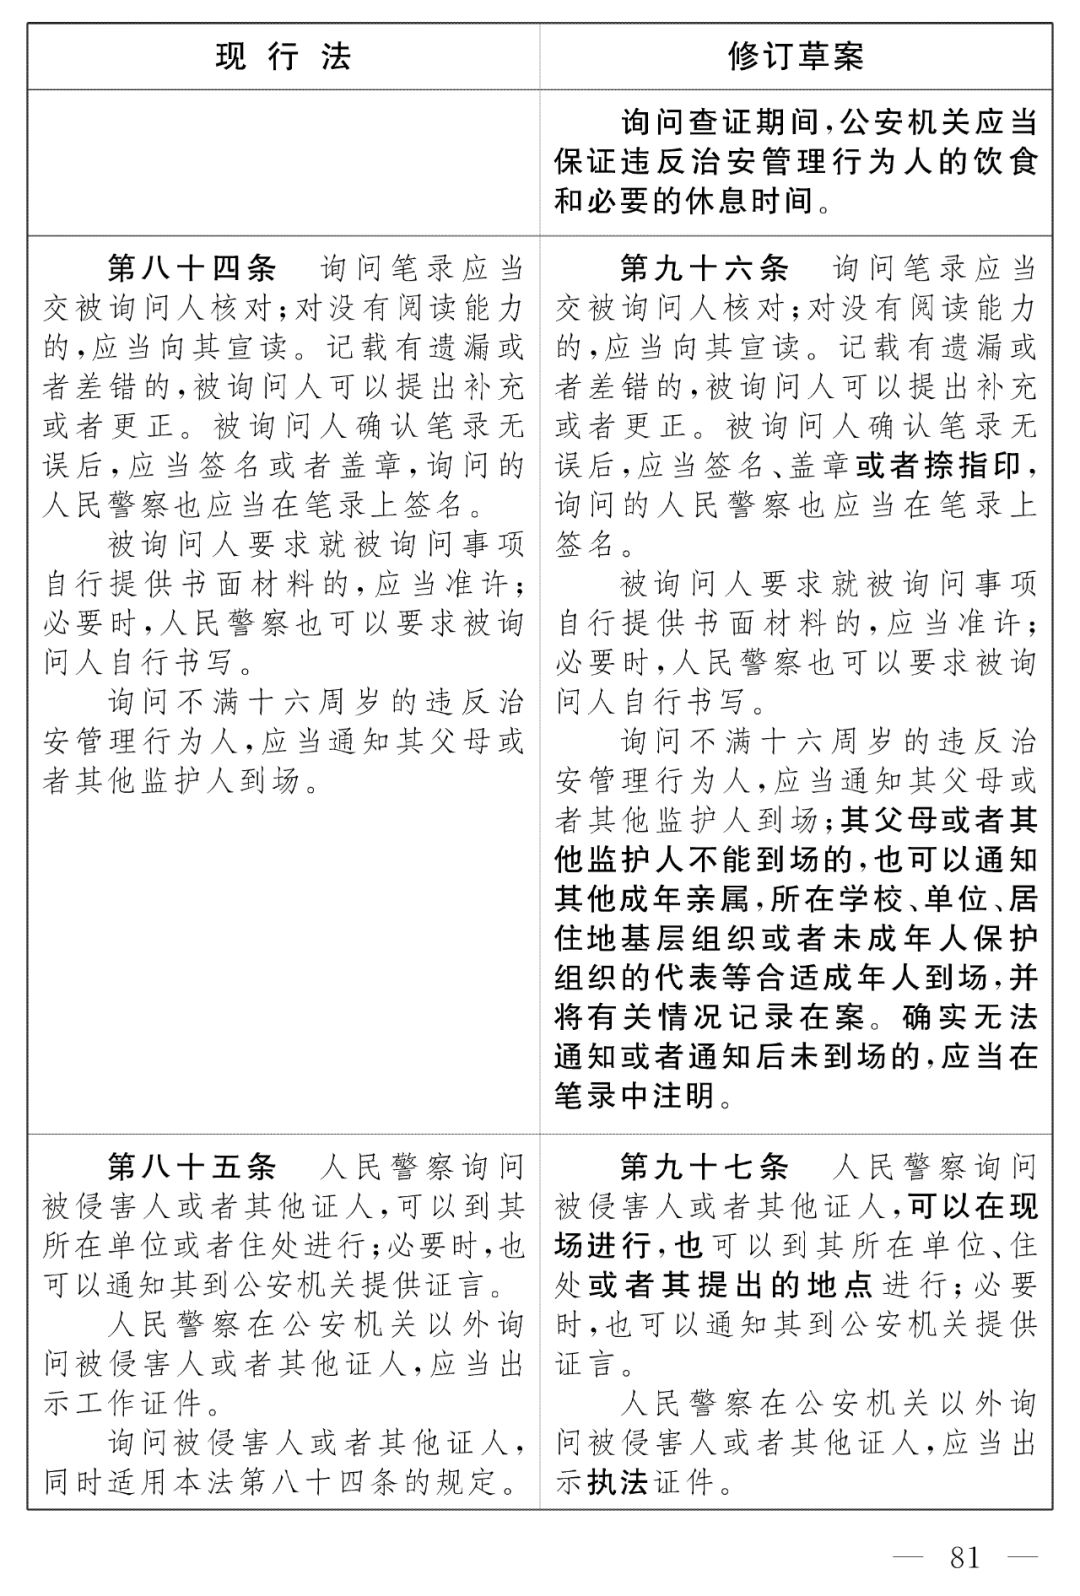 现行法
修订草案
询问查证期间,公安机关应当
保证违反治安管理行为人的饮食
和必要的休息时间。
第八十四条 询问笔录应当
交被询问人核对;对没有阅读能力
的,应当向其宣读。记载有遗漏或
者差错的,被询问人可以提出补充
或者更正。被询问人确认笔录无
误后,应当签名或者盖章,询问的
人民警察也应当在笔录上签名。
被询问人要求就被询问事项
自行提供书面材料的,应当准许;
必要时,人民警察也可以要求被询
问人自行书写。
询问不满十六周岁的违反治
安管理行为人,应当通知其父母或
者其他监护人到场。
第九十六条 询问笔录应当
交被询问人核对;对没有阅读能力
的,应当向其宣读。记载有遗漏或
者差错的,被询问人可以提出补充
或者更正。被询问人确认笔录无
误后,应当签名、盖章或者捺指印,
询问的人民警察也应当在笔录上
签名。
被询问人要求就被询问事项
自行提供书面材料的,应当准许;
必要时,人民警察也可以要求被询
问人自行书写。
询问不满十六周岁的违反治
安管理行为人,应当通知其父母或
者其他监护人到场;其父母或者其
他监护人不能到场的,也可以通知
其他成年亲属,所在学校、单位、居
住地基层组织或者未成年人保护
组织的代表等合适成年人到场,并
将有关情况记录在案。确实无法
通知或者通知后未到场的,应当在
笔录中注明。
第八十五条 人民警察询问
被侵害人或者其他证人,可以到其
所在单位或者住处进行;必要时,也
可以通知其到公安机关提供证言。
人民警察在公安机关以外询
问被侵害人或者其他证人,应当出
示工作证件。
询问被侵害人或者其他证人,
同时适用本法第八十四条的规定。
第九十七条 人民警察询问
被侵害人或者其他证人,可以在现
场进行,也可以到其所在单位、住
处或者其提出的地点进行;必要
时,也可以通知其到公安机关提供
证言。
人民警察在公安机关以外询
问被侵害人或者其他证人,应当出
示执法证件。
— 81 —